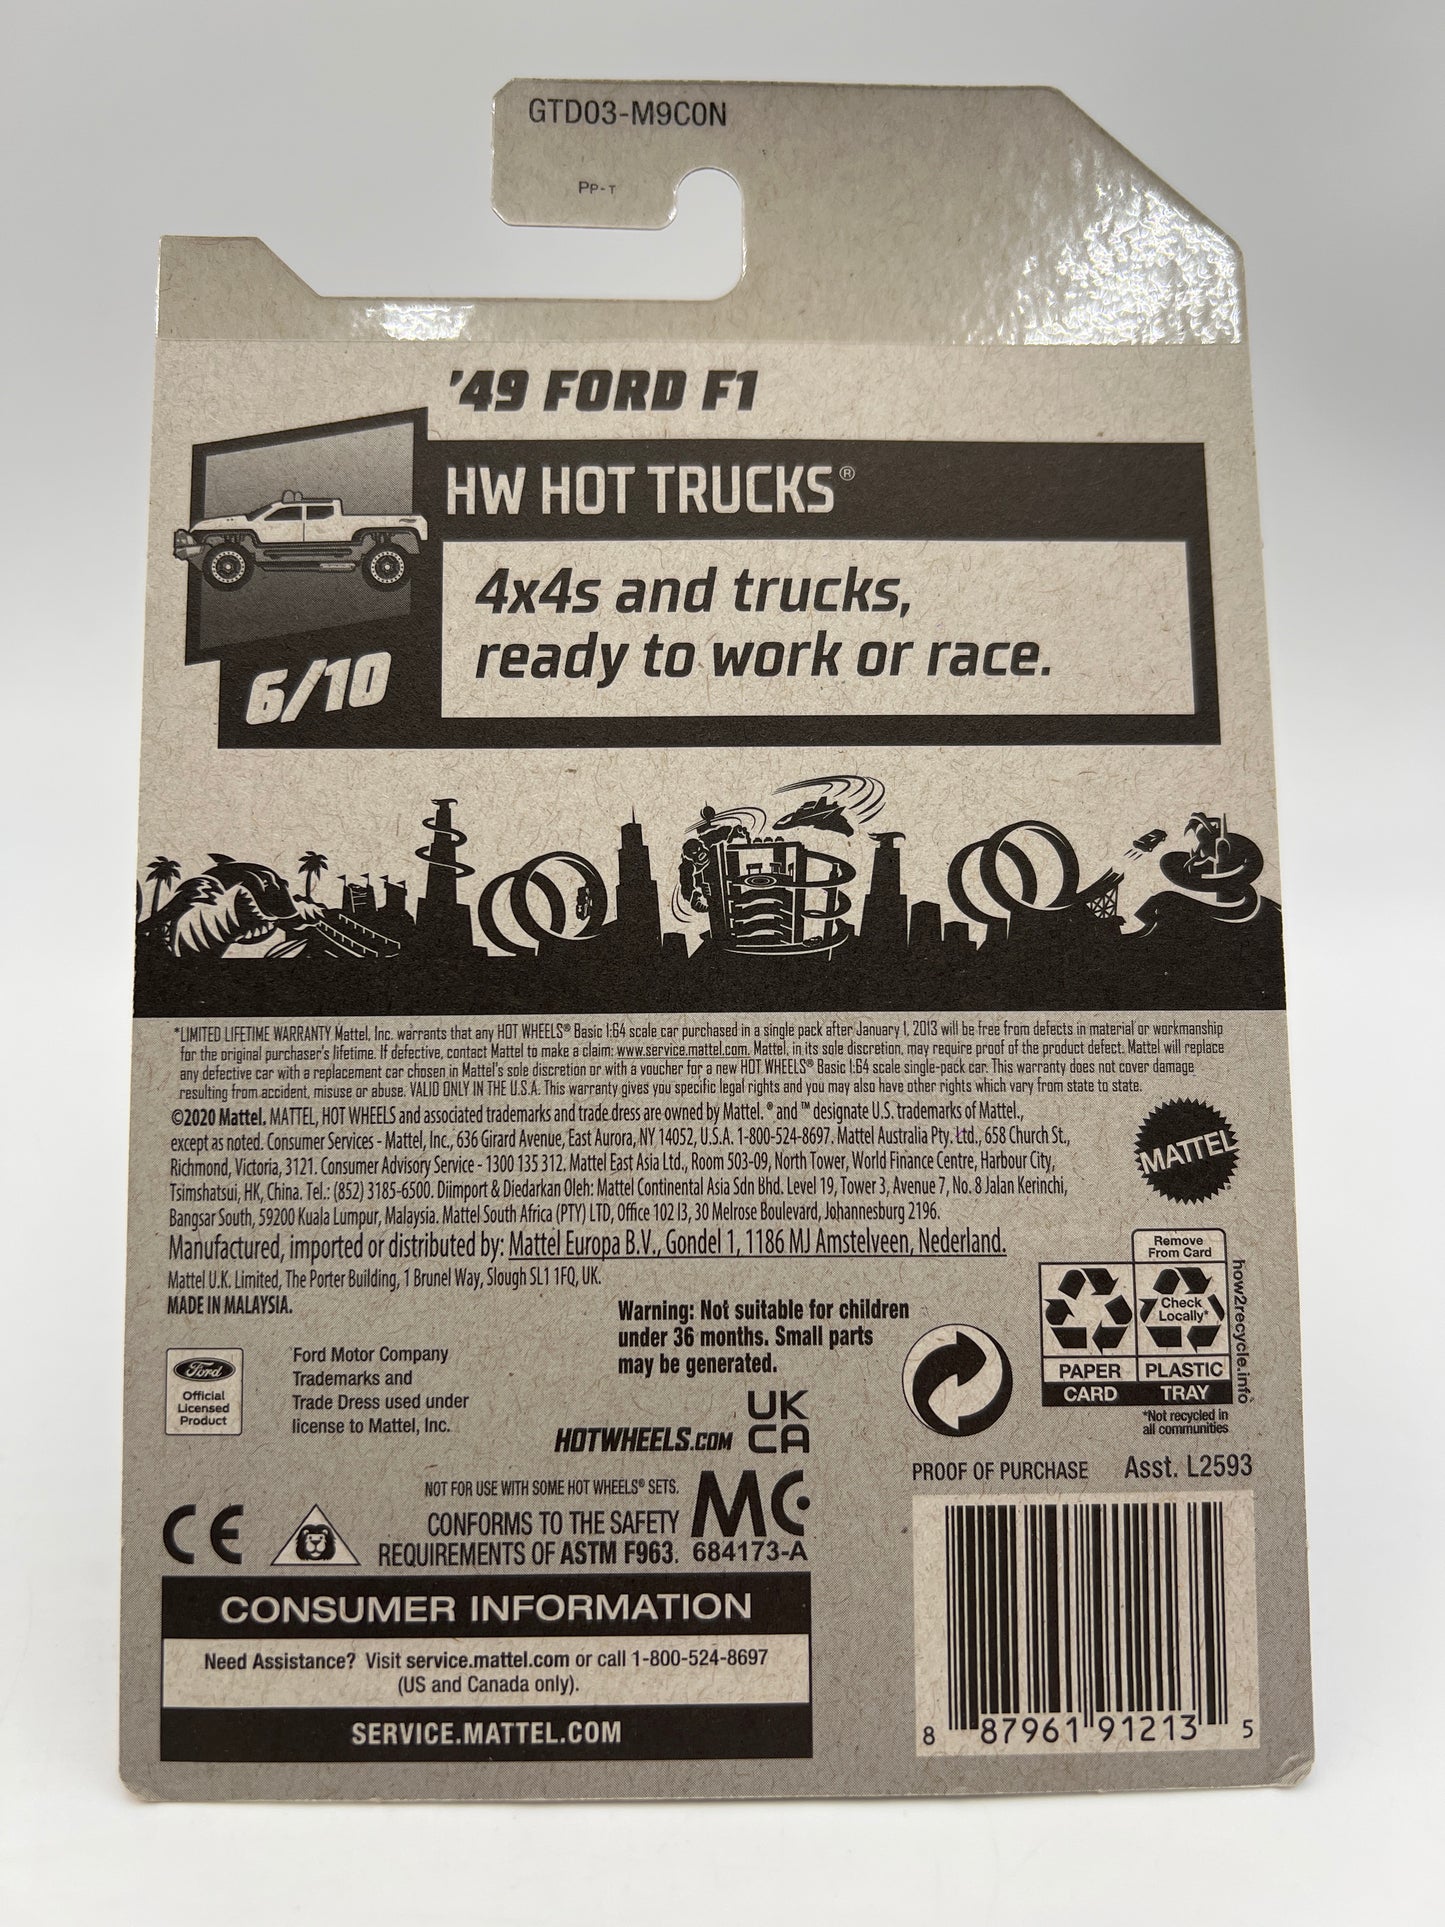 GTD03-M9C0N
PP-T
'49 FORD F1
HW HOT TRUCKS®
4x4s and trucks,
ready to work or race.
6/10
*LIMITED LIFETIME WARRANTY Mattel, Inc. warrants that any HOT WHEELS® Basic 1:64 scale car purchased in a single pack after January 1, 2013 will be free from defects in material or workmanship
for the original purchaser's lifetime. If defective, contact Mattel to make a claim: www.service.mattel.com. Mattel, in its sole discretion, may require proof of the product defect. Mattel will replace
any defective car with a replacement car chosen in Mattel's sole discretion or with a voucher for a new HOT WHEELS® Basic 1:64 scale single-pack car. This warranty does not cover damage
resulting from accident, misuse or abuse. VALID ONLY IN THE U.S.A. This warranty gives you specific legal rights and you may also have other rights which vary from state to state.
©2020 Mattel. MATTEL, HOT WHEELS and associated trademarks and trade dress are owned by Mattel. ® and ™ designate U.S. trademarks of Mattel.,
except as noted. Consumer Services - Mattel, Inc., 636 Girard Avenue, East Aurora, NY 14052, U.S.A. 1-800-524-8697. Mattel Australia Pty. Ltd., 658 Church St.,
Richmond, Victoria, 3121. Consumer Advisory Service - 1300 135 312. Mattel East Asia Ltd., Room 503-09, North Tower, World Finance Centre, Harbour City,
Tsimshatsui, HK, China. Tel.: (852) 3185-6500. Diimport & Diedarkan Oleh: Mattel Continental Asia Sdn Bhd. Level 19, Tower 3, Avenue 7, No. 8 Jalan Kerinchi,
Bangsar South, 59200 Kuala Lumpur, Malaysia. Mattel South Africa (PTY) LTD, Office 102 I3, 30 Melrose Boulevard, Johannesburg 2196.
Manufactured, imported or distributed by: Mattel Europa B.V., Gondel 1, 1186 MJ Amstelveen, Nederland.
Mattel U.K. Limited, The Porter Building, 1 Brunel Way, Slough SL1 1FQ, UK.
MADE IN MALAYSIA.
MATTEL
Remove
From Card
Check
Locally*
PAPER
PLASTIC
CARD
TRAY
*Not recycled in
all communities
how2recycle.info
Warning: Not suitable for children
under 36 months. Small parts
may be generated.
Ford
Official
Licensed
Product
Ford Motor Company
Trademarks and
Trade Dress used under
license to Mattel, Inc.
HOTWHEELS.COM
UK
CA
NOT FOR USE WITH SOME HOT WHEELS® SETS.
CE
CONFORMS TO THE SAFETY
REQUIREMENTS OF ASTM F963.
MC
684173-A
PROOF OF PURCHASE
Asst. L2593
CONSUMER INFORMATION
Need Assistance? Visit service.mattel.com or call 1-800-524-8697
(US and Canada only).
SERVICE.MATTEL.COM
8 87961 91213 5